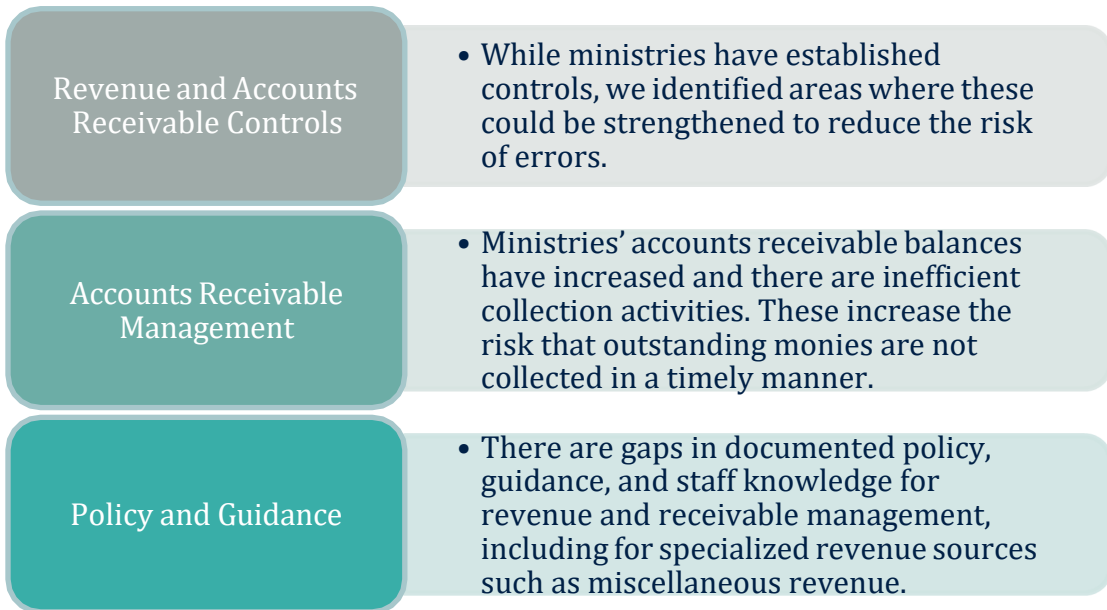 Revenue and Accounts
Receivable Controls
• While ministries have established
controls, we identified areas where these
could be strengthened to reduce the risk
of errors.
Accounts Receivable
Management
• Ministries’ accounts receivable balances
have increased and there are inefficient
collection activities. These increase the
risk that outstanding monies are not
collected in a timely manner.
Policy and Guidance
• There are gaps in documented policy,
guidance, and staff knowledge for
revenue and receivable management,
including for specialized revenue sources
such as miscellaneous revenue.